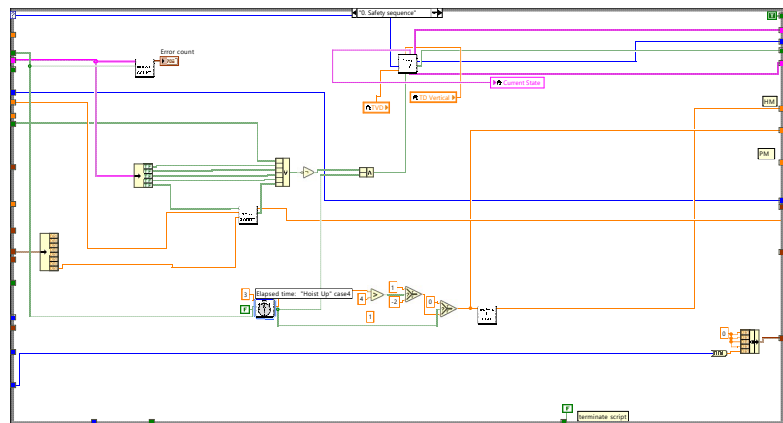 "0. Safety sequence"
Error count
Current State
TVD
TD Vertical
HM
PM
3
Elapsed time: "Hoist Up" case4
F
4
1
-2
0
1
0
F
terminate script